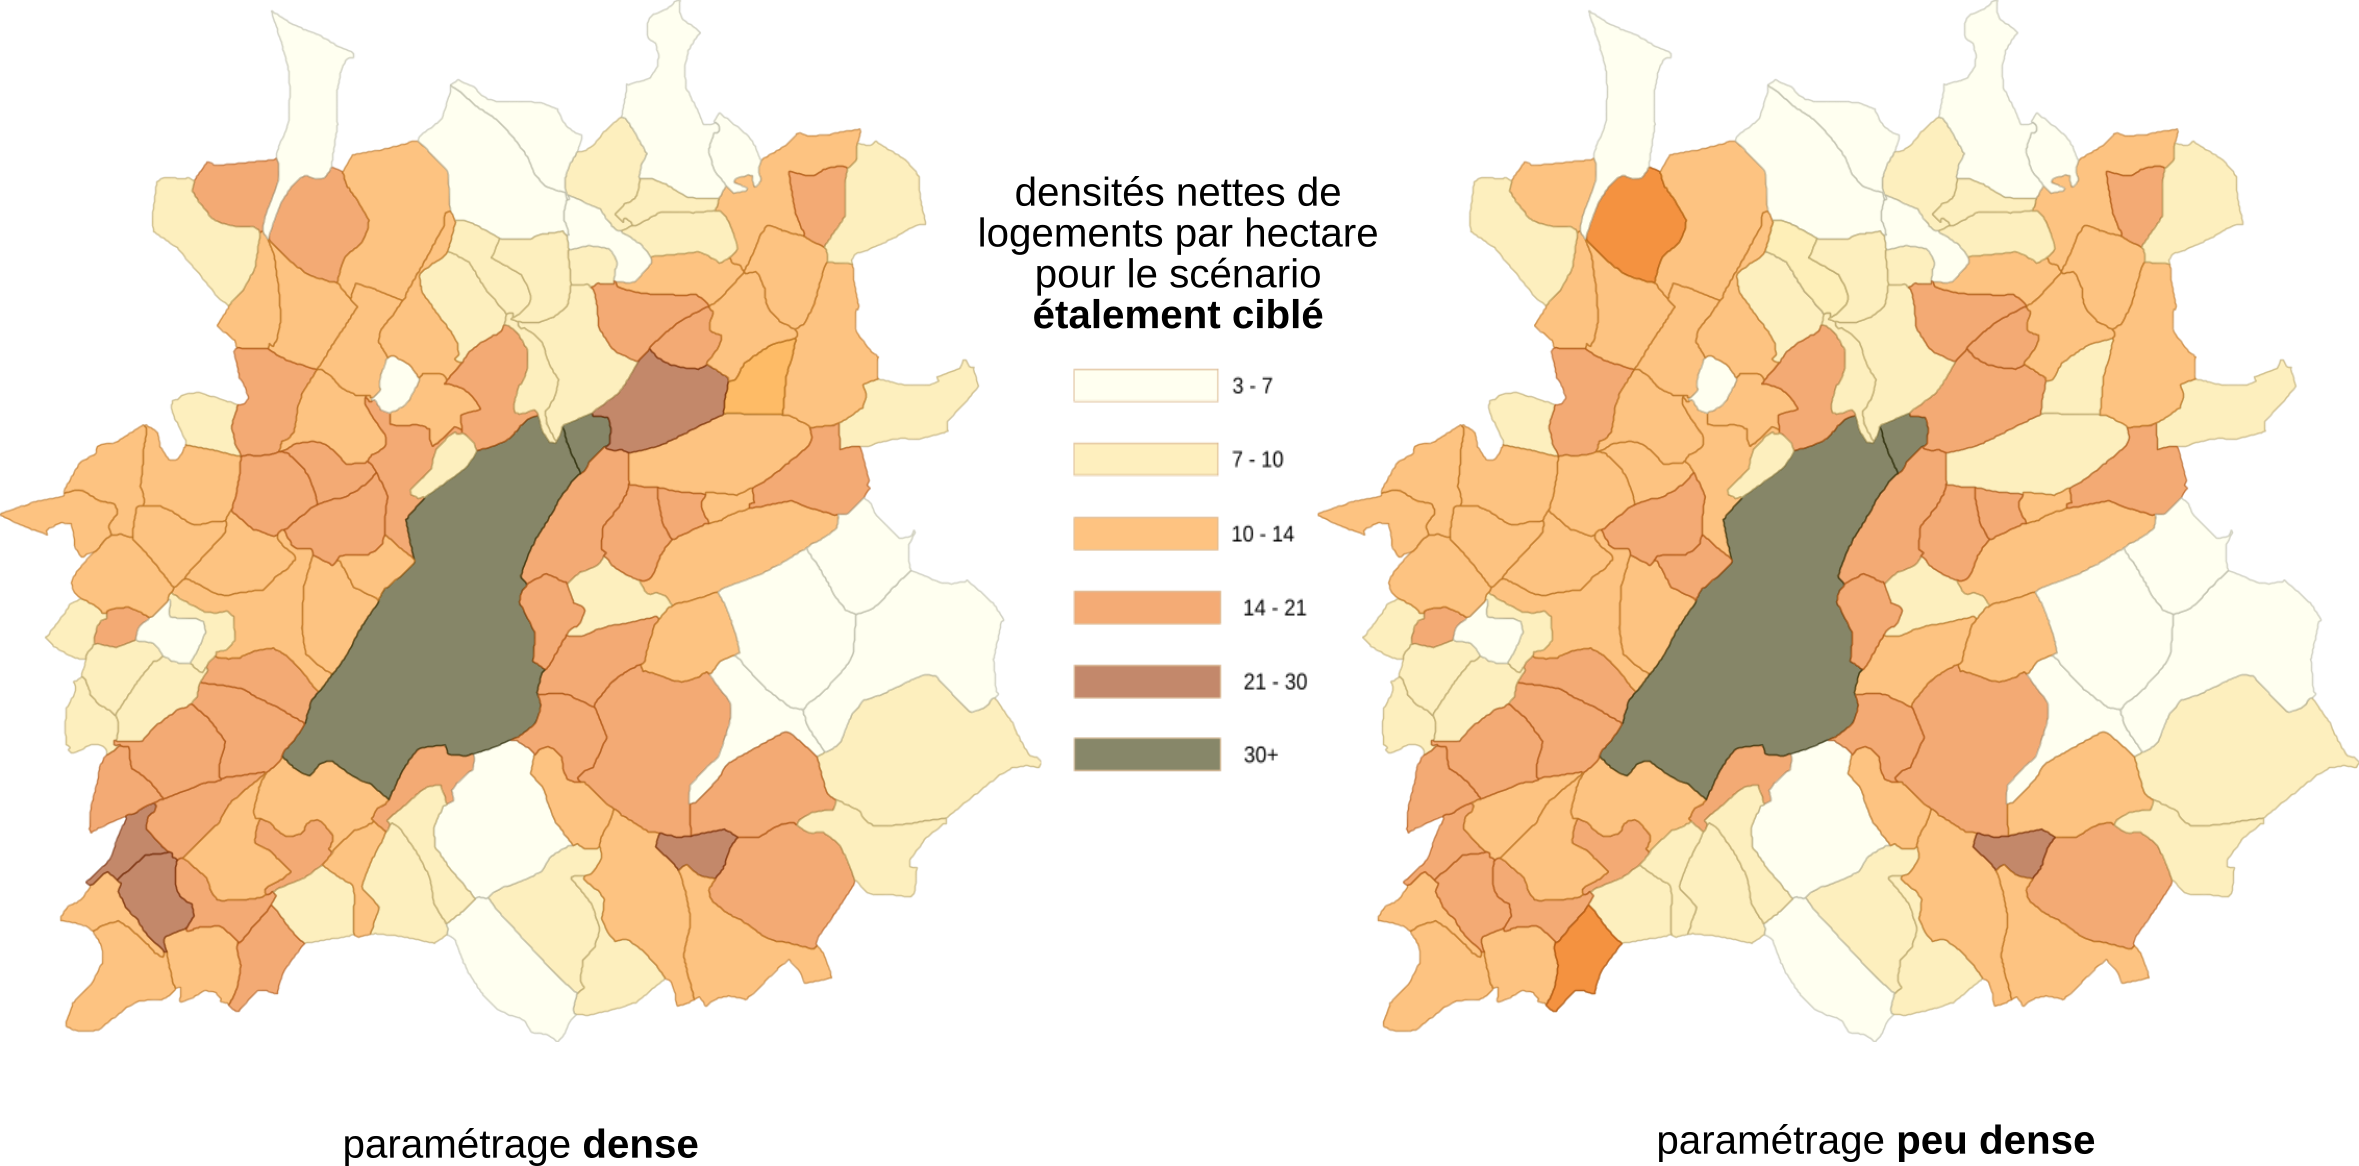 densités nettes de
logements par hectare
pour le scénario
étalement ciblé
3 - 7
7 - 10
10 - 14
14 - 21
21 - 30
30+
paramétrage dense
paramétrage peu dense